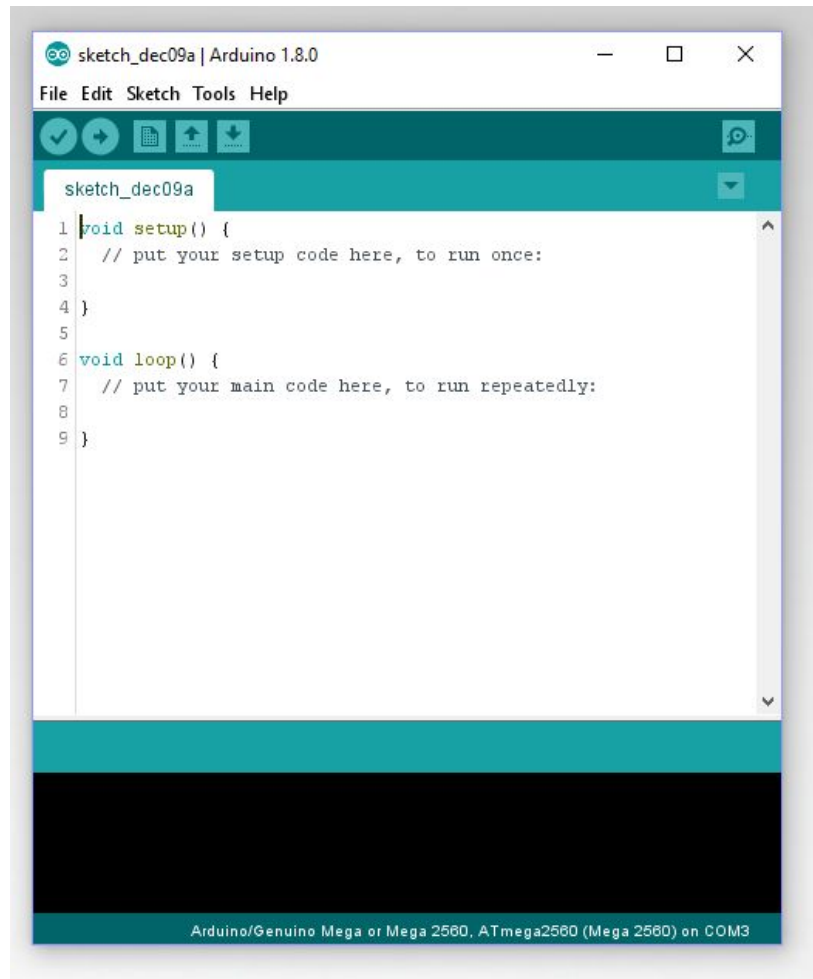 sketch_dec09a | Arduino 1.8.0
File Edit Sketch Tools Help
sketch_dec09a
1 void setup() {
2 // put your setup code here, to run once:
3
4 }
5
6 void loop() {
7 // put your main code here, to run repeatedly:
8
9 }
Arduino/Genuino Mega or Mega 2560, ATmega2560 (Mega 2560) on COM3